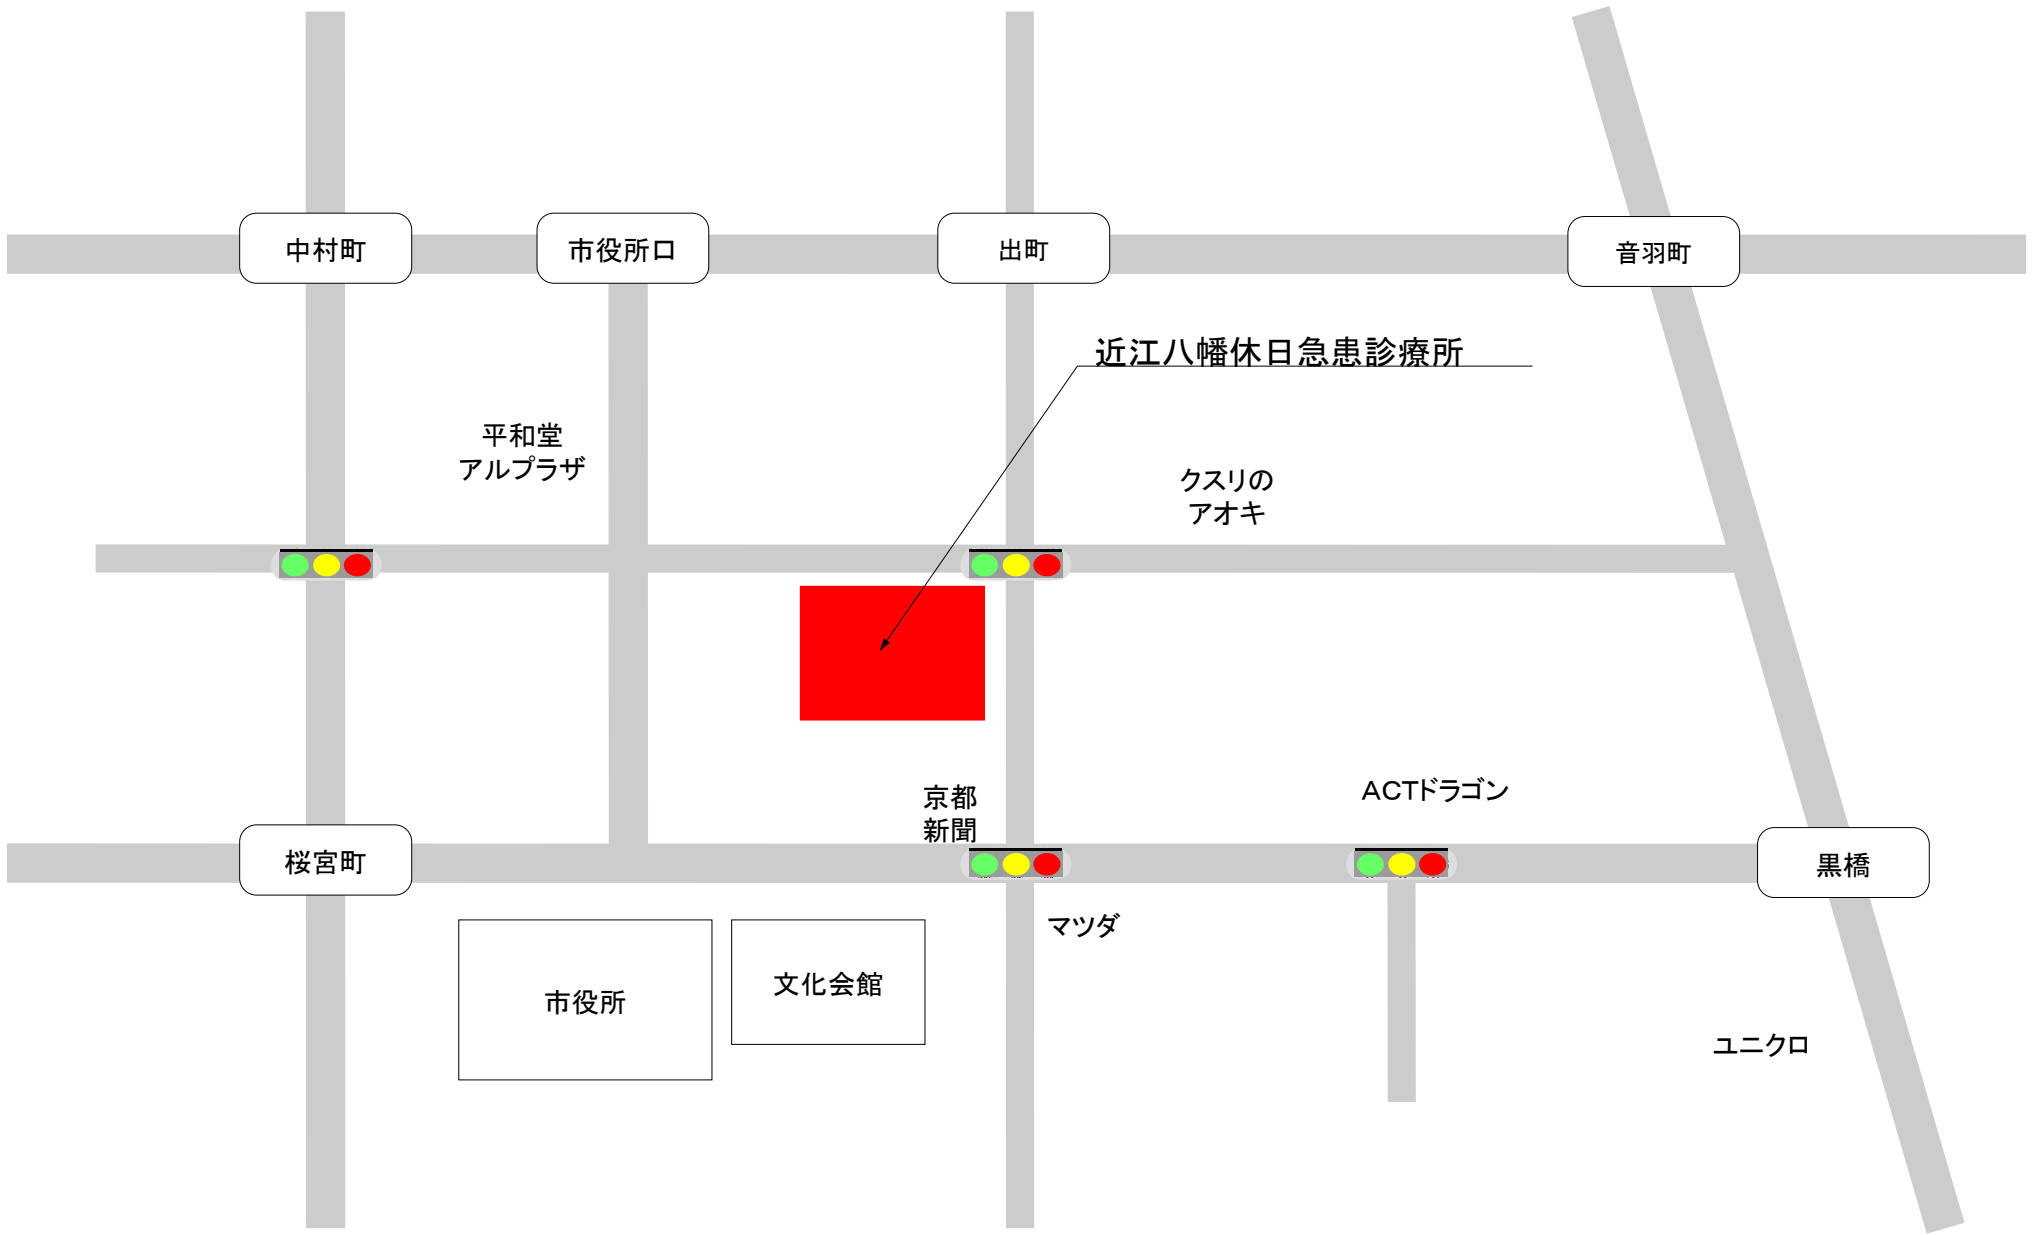 中村町
市役所口
出町
音羽町
近江八幡休日急患診療所
平和堂
アルプラザ
クスリの
アオキ
京都
新聞
ACTドラゴン
桜宮町
黒橋
マツダ
市役所
文化会館
ユニクロ